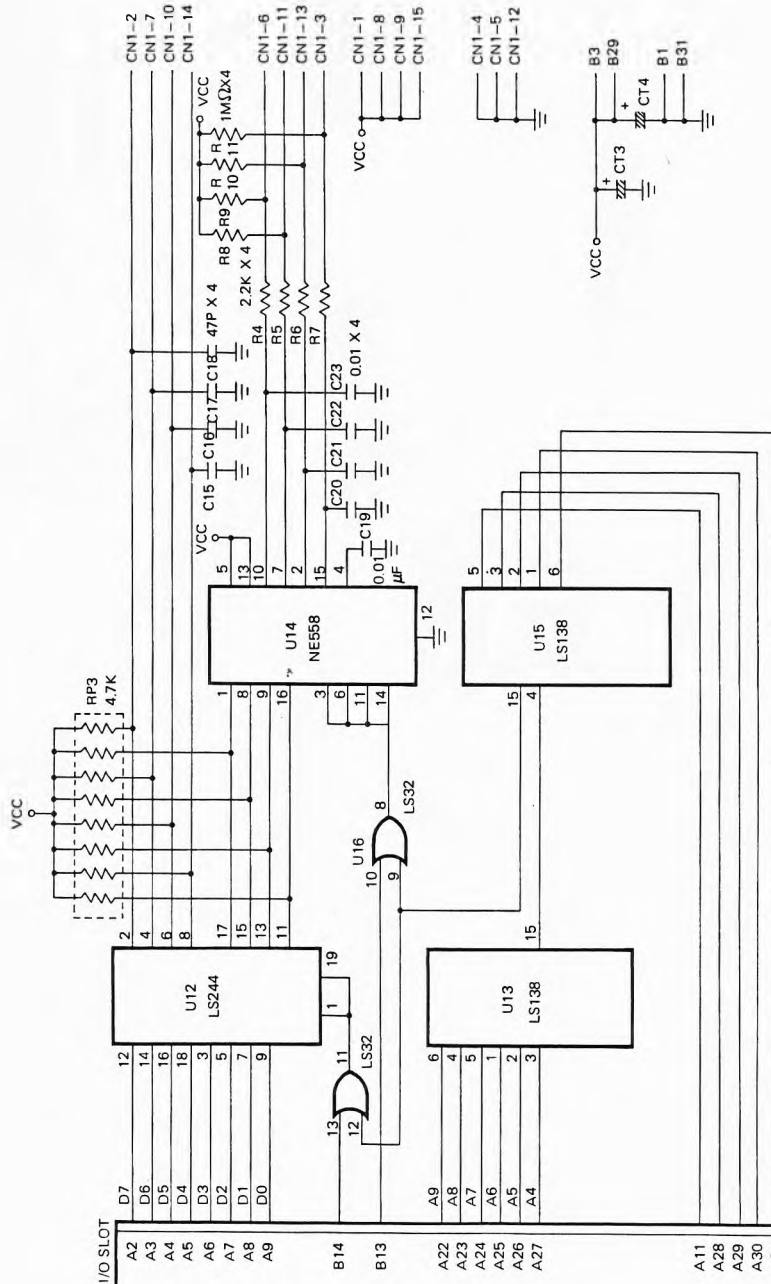 I/O SLOT
A2 D7 12
A3 D6 14
A4 D5 16
A5 D4 18
A6 D3 3
A7 D2 5
A8 D1 7
A9 D0 9
U12
LS244
2
4
6
8
17
15
13
11
1 19
VCC
RP3
4.7K
B14 13
12
11
LS32
B13
10
9
8
U16
LS32
A22 A9 6
A23 A8 4
A24 A7 5
A25 A6 1
A26 A5 2
A27 A4 3
U13
LS138
15
A11
A28
A29
A30
1
8
9
16
3
6
11
14
U14
NE558
5
13
10
7
2
15
4
12
VCC
C19
0.01
µF
15
4
U15
LS138
5
3
2
1
6
C15
C16
C17
C18
47P X 4
C20
C21
C22
C23
0.01 X 4
R4
R5
R6
R7
2.2K X 4
R8
R9
R
10
R
11
1MΩX4
VCC
CN1-2
CN1-7
CN1-10
CN1-14
CN1-6
CN1-11
CN1-13
CN1-3
VCC
CN1-1
CN1-8
CN1-9
CN1-15
CN1-4
CN1-5
CN1-12
VCC
+
CT3
+
CT4
B3
B29
B1
B31